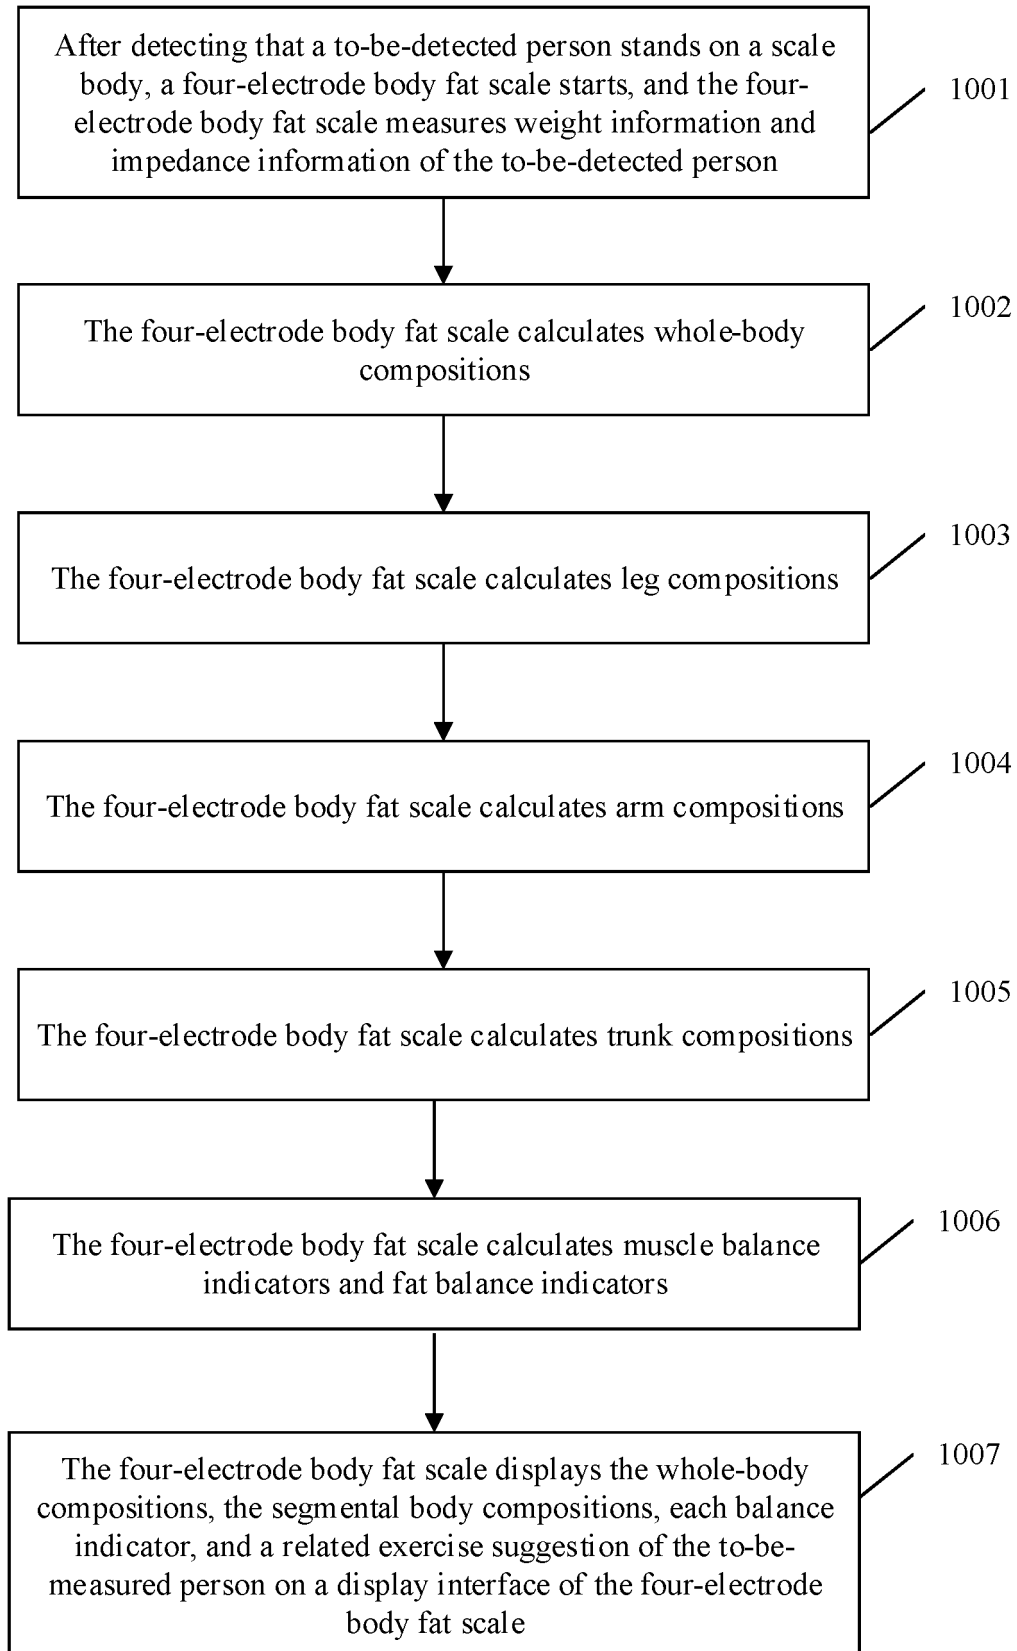 After detecting that a to-be-detected person stands on a scale
body, a four-electrode body fat scale starts, and the four-
electrode body fat scale measures weight information and
impedance information of the to-be-detected person
1001
The four-electrode body fat scale calculates whole-body
compositions
1002
The four-electrode body fat scale calculates leg compositions
1003
The four-electrode body fat scale calculates arm compositions
1004
The four-electrode body fat scale calculates trunk compositions
1005
The four-electrode body fat scale calculates muscle balance
indicators and fat balance indicators
1006
The four-electrode body fat scale displays the whole-body
compositions, the segmental body compositions, each balance
indicator, and a related exercise suggestion of the to-be-
measured person on a display interface of the four-electrode
body fat scale
1007